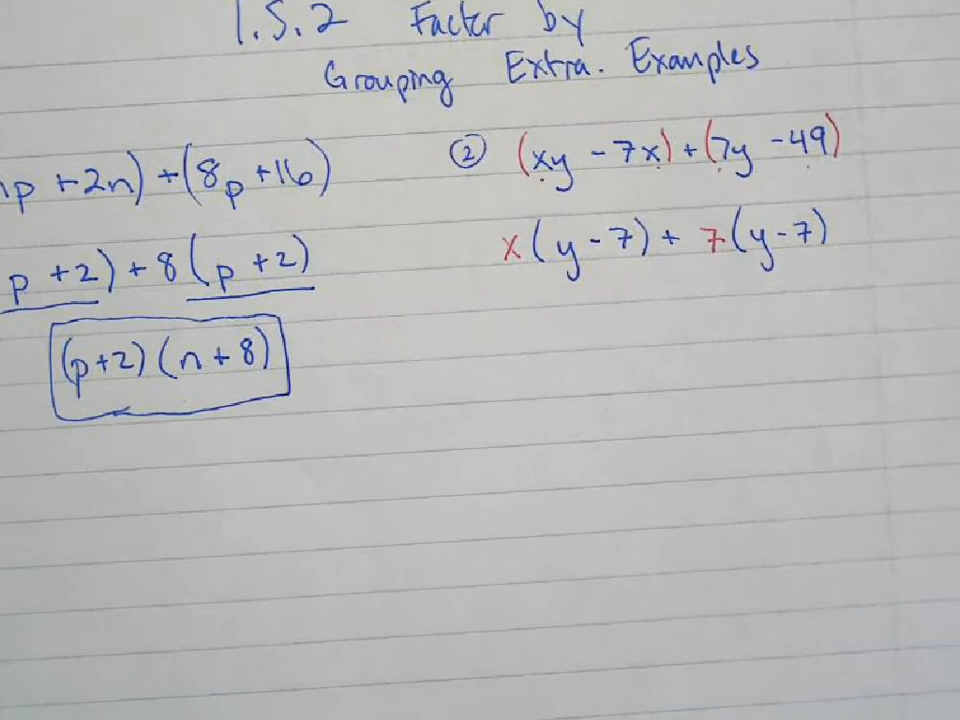 1.5.2 Factor by
Grouping Extra. Examples
p + 2n) + (8p + 16)
p + 2) + 8 (p + 2)
(p+2) (n + 8)
② (xy - 7x) + (7y - 49)
x (y - 7) + 7 (y - 7)